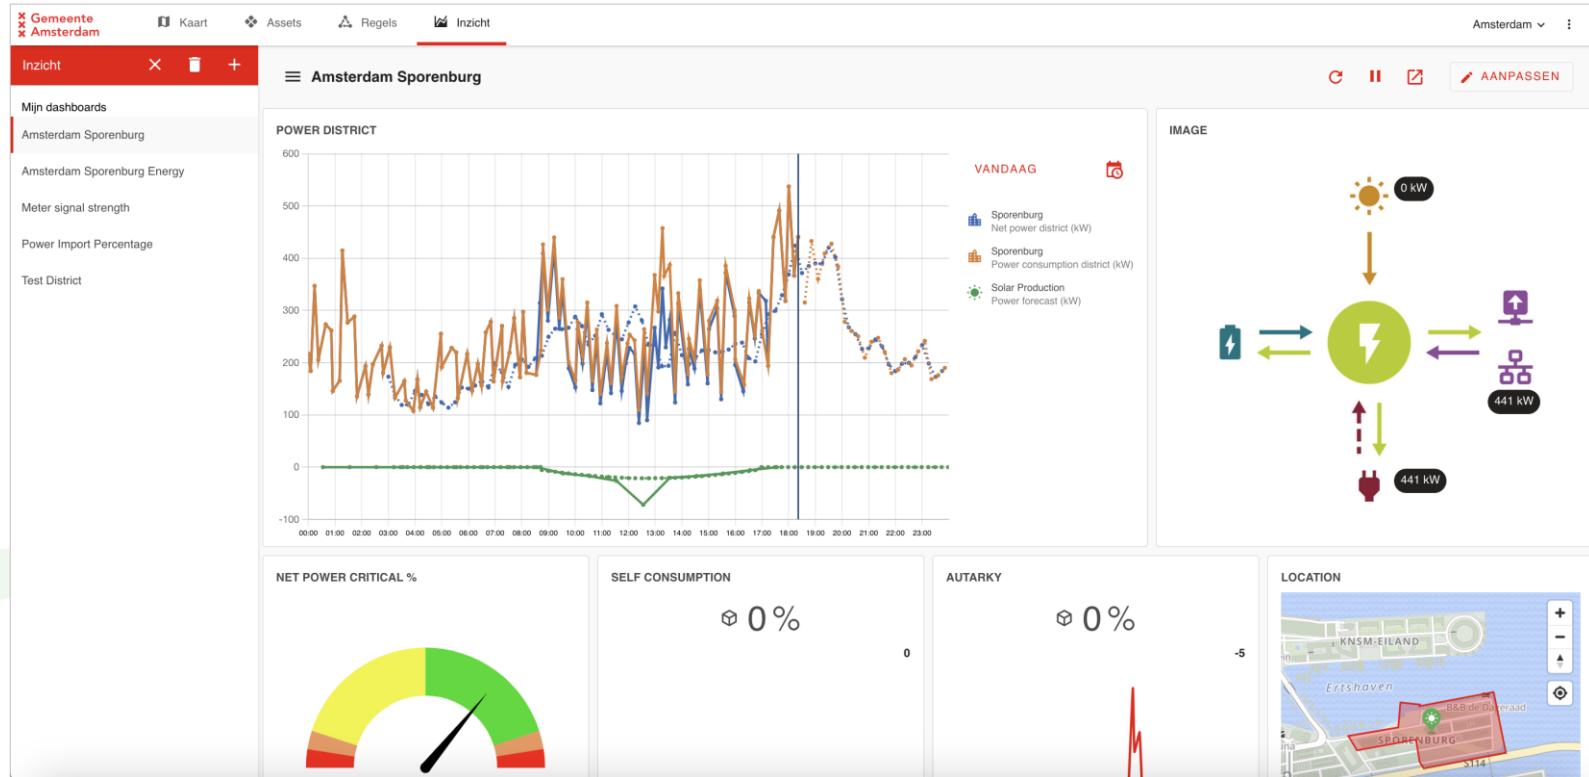 Gemeente
Amsterdam
Kaart
Assets
Regels
Inzicht
Amsterdam
Inzicht
Mijn dashboards
Amsterdam Sporenburg
Amsterdam Sporenburg Energy
Meter signal strength
Power Import Percentage
Test District
Amsterdam Sporenburg
AANPASSEN
POWER DISTRICT
600
500
400
300
200
100
0
-100
00:00 01:00 02:00 03:00 04:00 05:00 06:00 07:00 08:00 09:00 10:00 11:00 12:00 13:00 14:00 15:00 16:00 17:00 18:00 19:00 20:00 21:00 22:00 23:00
VANDAAG
Sporenburg
Net power district (kW)
Sporenburg
Power consumption district (kW)
Solar Production
Power forecast (kW)
IMAGE
0 kW
441 kW
441 kW
NET POWER CRITICAL %
SELF CONSUMPTION
0 %
0
AUTARKY
0 %
-5
LOCATION
KNSM-EILAND
Ertshaven
B&B de Dageraad
SPORENBURG
S114